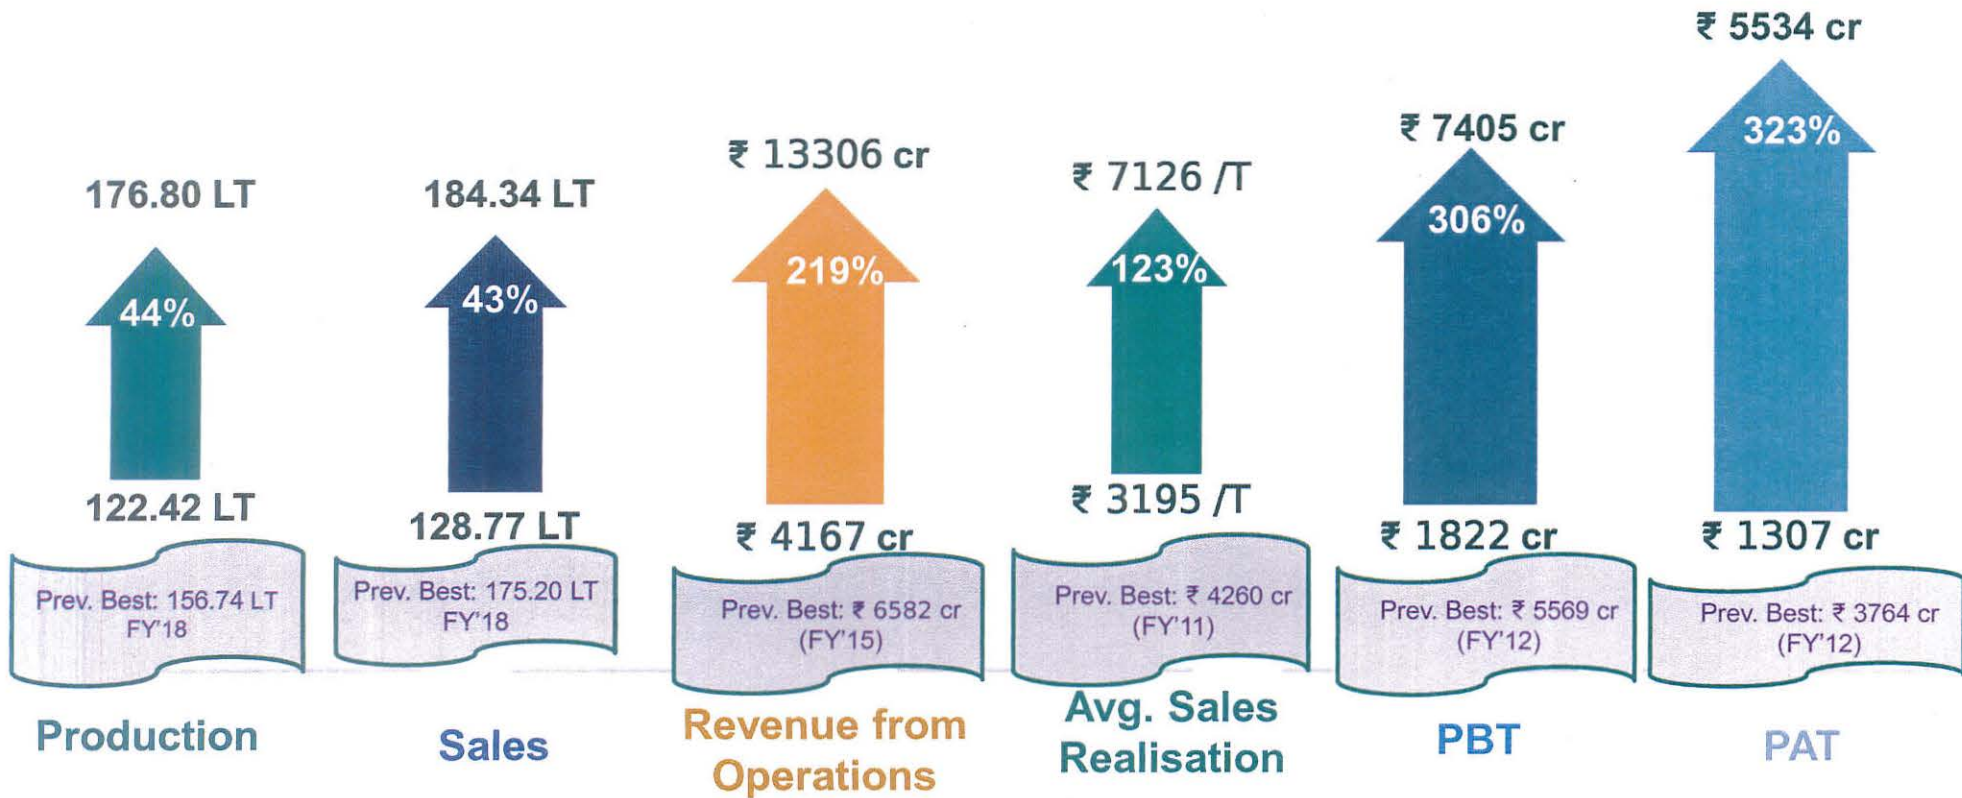 176.80 LT
44%
122.42 LT
Prev. Best: 156.74 LT
FY'18
Production
184.34 LT
43%
128.77 LT
Prev. Best: 175.20 LT
FY'18
Sales
₹ 13306 cr
219%
₹ 4167 cr
Prev. Best: ₹ 6582 cr
(FY'15)
Revenue from
Operations
₹ 7126 /T
123%
₹ 3195 /T
Prev. Best: ₹ 4260 cr
(FY'11)
Avg. Sales
Realisation
₹ 7405 cr
306%
₹ 1822 cr
Prev. Best: ₹ 5569 cr
(FY'12)
PBT
₹ 5534 cr
323%
₹ 1307 cr
Prev. Best: ₹ 3764 cr
(FY'12)
PAT